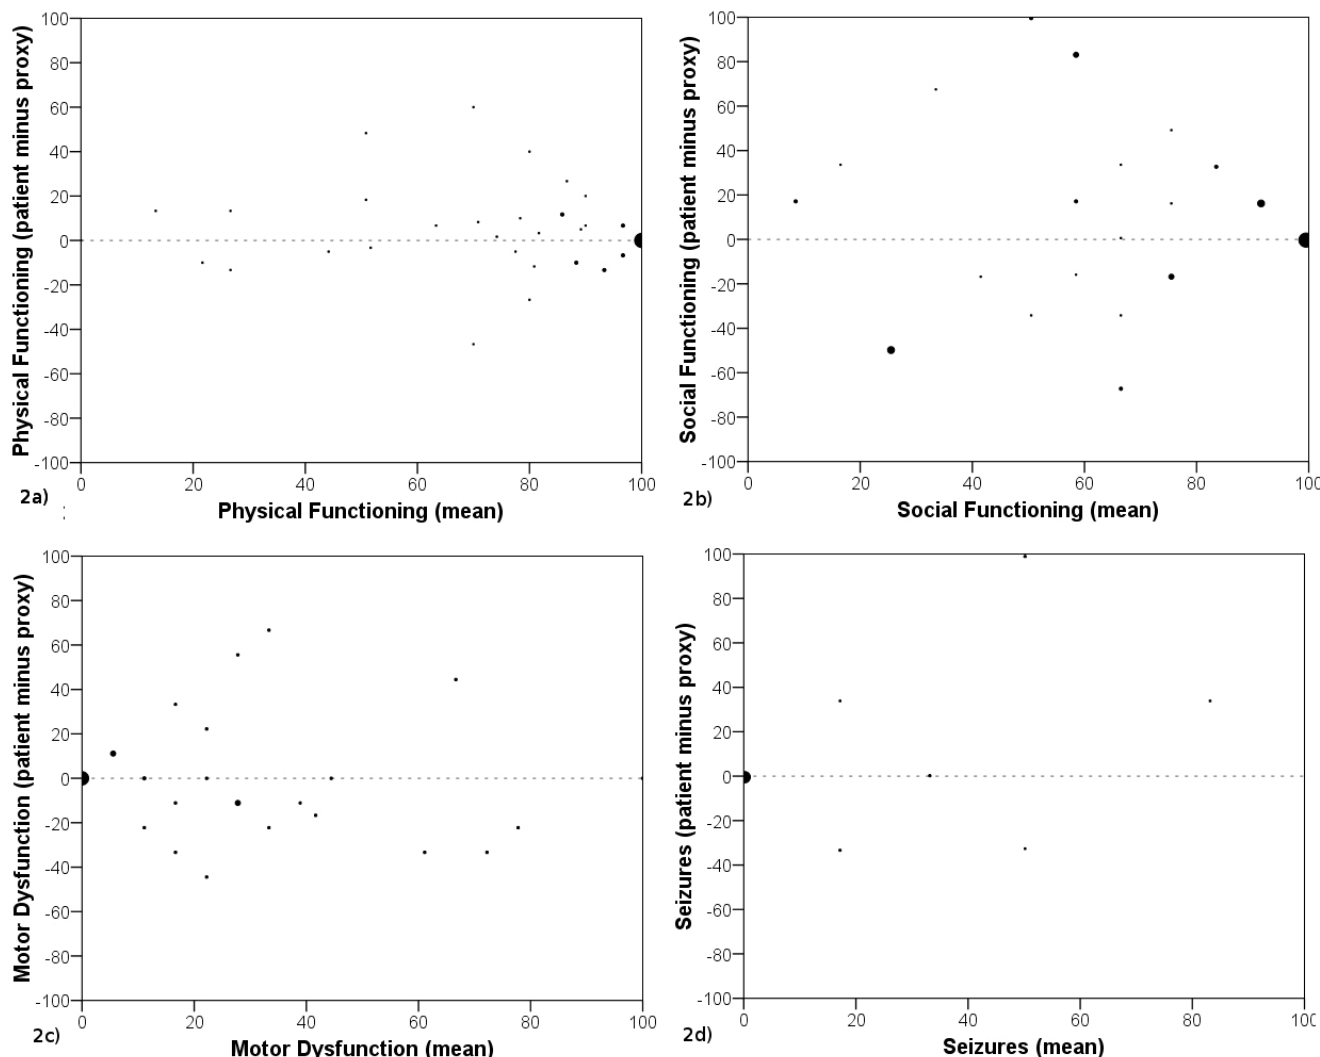 100
80
60
40
20
0
-20
-40
-60
-80
-100
Physical Functioning (patient minus proxy)
0 20 40 60 80 100
2a)
Physical Functioning (mean)
100
80
60
40
20
0
-20
-40
-60
-80
-100
Social Functioning (patient minus proxy)
0 20 40 60 80 100
2b)
Social Functioning (mean)
100
80
60
40
20
0
-20
-40
-60
-80
-100
Motor Dysfunction (patient minus proxy)
0 20 40 60 80 100
2c)
Motor Dysfunction (mean)
100
80
60
40
20
0
-20
-40
-60
-80
-100
Seizures (patient minus proxy)
0 20 40 60 80 100
2d)
Seizures (mean)